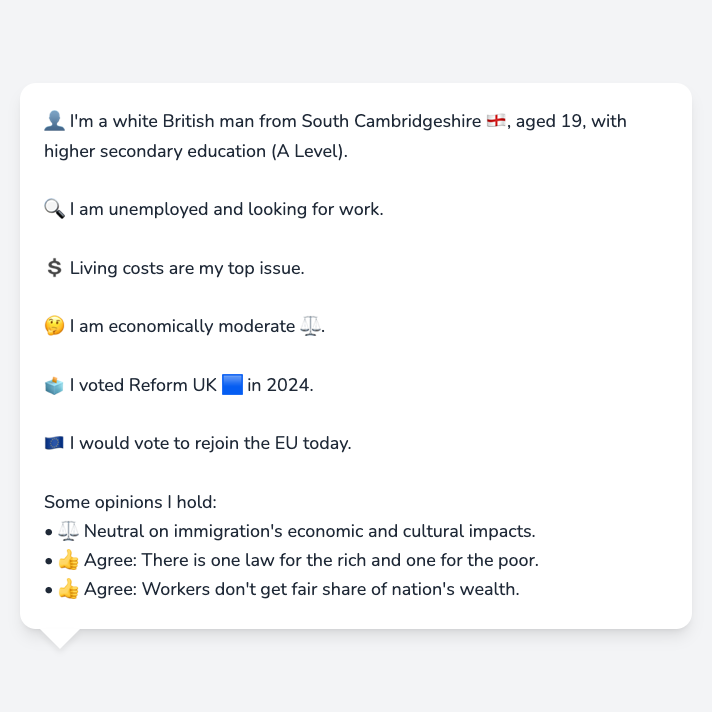 👤 I'm a white British man from South Cambridgeshire 🏴󠁧󠁢󠁥󠁮󠁧󠁿, aged 19, with
higher secondary education (A Level).
🔍 I am unemployed and looking for work.
💲 Living costs are my top issue.
🤔 I am economically moderate ⚖️.
🗳️ I voted Reform UK 🟦 in 2024.
🇪🇺 I would vote to rejoin the EU today.
Some opinions I hold:
• ⚖️ Neutral on immigration's economic and cultural impacts.
• 👍 Agree: There is one law for the rich and one for the poor.
• 👍 Agree: Workers don't get fair share of nation's wealth.